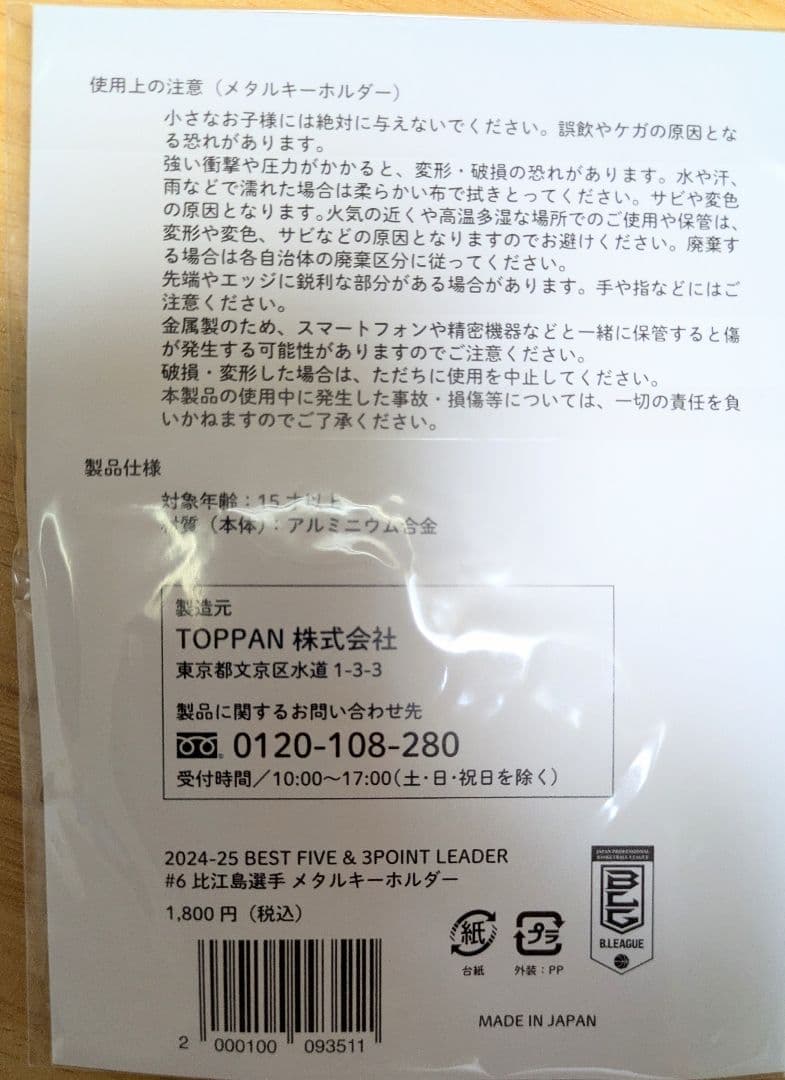 使用上の注意（メタルキーホルダー）
小さなお子様には絶対に与えないでください。誤飲やケガの原因とな
る恐れがあります。
強い衝撃や圧力がかかると、変形・破損の恐れがあります。水や汗、
雨などで濡れた場合は柔らかい布で拭きとってください。サビや変色
の原因となります。火気の近くや高温多湿な場所でのご使用や保管は、
変形や変色、サビなどの原因となりますのでお避けください。廃棄す
る場合は各自治体の廃棄区分に従ってください。
先端やエッジに鋭利な部分がある場合があります。手や指などにはご
注意ください。
金属製のため、スマートフォンや精密機器などと一緒に保管すると傷
が発生する可能性がありますのでご注意ください。
破損・変形した場合は、ただちに使用を中止してください。
本製品の使用中に発生した事故・損傷等については、一切の責任を負
いかねますのでご了承ください。
製品仕様
対象年齢：15才以上
材質（本体）：アルミニウム合金
製造元
TOPPAN 株式会社
東京都文京区水道 1-3-3
製品に関するお問い合わせ先
0120-108-280
受付時間／10:00～17:00（土・日・祝日を除く）
2024-25 BEST FIVE & 3POINT LEADER
#6 比江島選手 メタルキーホルダー
1,800 円（税込）
紙
台紙
プラ
外装：PP
JAPAN PROFESSIONAL
BASKETBALL LEAGUE
BLG
B.LEAGUE
MADE IN JAPAN
2 000100 093511